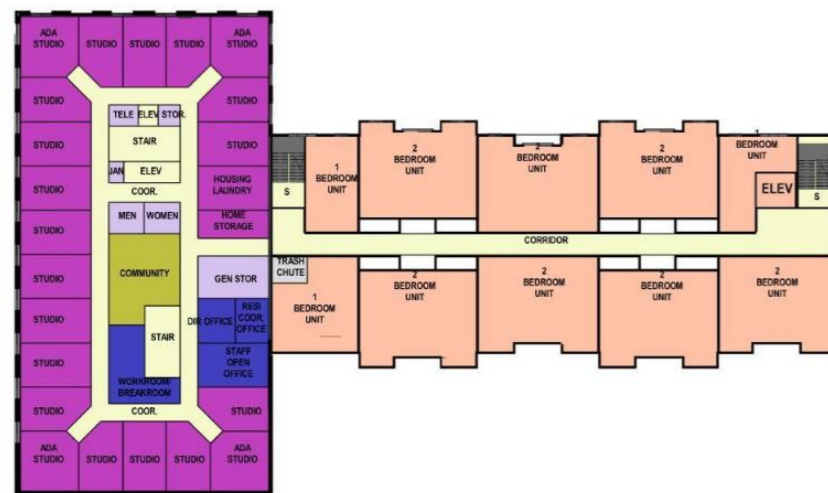 ADA
STUDIO
STUDIO
STUDIO
STUDIO
ADA
STUDIO
STUDIO
TELE
ELEV
STOR.
STUDIO
STUDIO
STAIR
STUDIO
STUDIO
JAN
ELEV
HOUSING
LAUNDRY
COOR.
STUDIO
MEN
WOMEN
HOME
STORAGE
STUDIO
COMMUNITY
GEN STOR
STUDIO
DIR OFFICE
RESI
COOR.
OFFICE
STAIR
STUDIO
STAFF
OPEN
OFFICE
WORKROOM/
BREAKROOM
STUDIO
COOR.
STUDIO
ADA
STUDIO
STUDIO
STUDIO
STUDIO
ADA
STUDIO
S
1
BEDROOM
UNIT
2
BEDROOM
UNIT
2
BEDROOM
UNIT
2
BEDROOM
UNIT
1
BEDROOM
UNIT
ELEV
S
CORRIDOR
TRASH
CHUTE
1
BEDROOM
UNIT
2
BEDROOM
UNIT
2
BEDROOM
UNIT
2
BEDROOM
UNIT
2
BEDROOM
UNIT